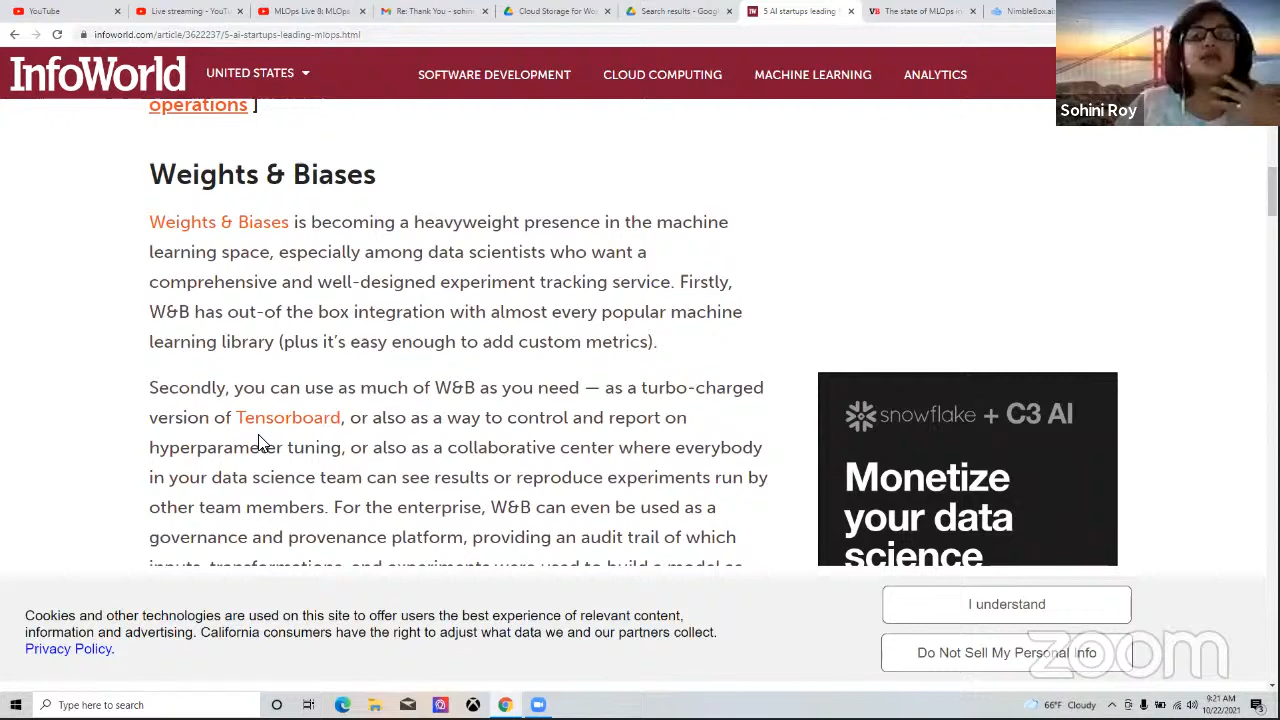 YouTube
Live streaming - YouTu
MLOps Live 8: MLOps
Re: Thank You - sohin
Cloud Storage for Wo
Search results - Goog
5 AI startups leading
The state of MLOps in
NimbleBox.ai
infoworld.com/article/3622237/5-ai-startups-leading-mlops.html
InfoWorld
UNITED STATES
SOFTWARE DEVELOPMENT
CLOUD COMPUTING
MACHINE LEARNING
ANALYTICS
Sohini Roy
operations ]
Weights & Biases
Weights & Biases is becoming a heavyweight presence in the machine
learning space, especially among data scientists who want a
comprehensive and well-designed experiment tracking service. Firstly,
W&B has out-of the box integration with almost every popular machine
learning library (plus it's easy enough to add custom metrics).
Secondly, you can use as much of W&B as you need — as a turbo-charged
version of Tensorboard, or also as a way to control and report on
hyperparameter tuning, or also as a collaborative center where everybody
in your data science team can see results or reproduce experiments run by
other team members. For the enterprise, W&B can even be used as a
governance and provenance platform, providing an audit trail of which
inputs, transformations, and experiments were used to build a model as
snowflake + C3 AI
Monetize
your data
science
Cookies and other technologies are used on this site to offer users the best experience of relevant content,
information and advertising. California consumers have the right to adjust what data we and our partners collect.
Privacy Policy.
I understand
Do Not Sell My Personal Info
zoom
Type here to search
66°F Cloudy
9:21 AM
10/22/2021